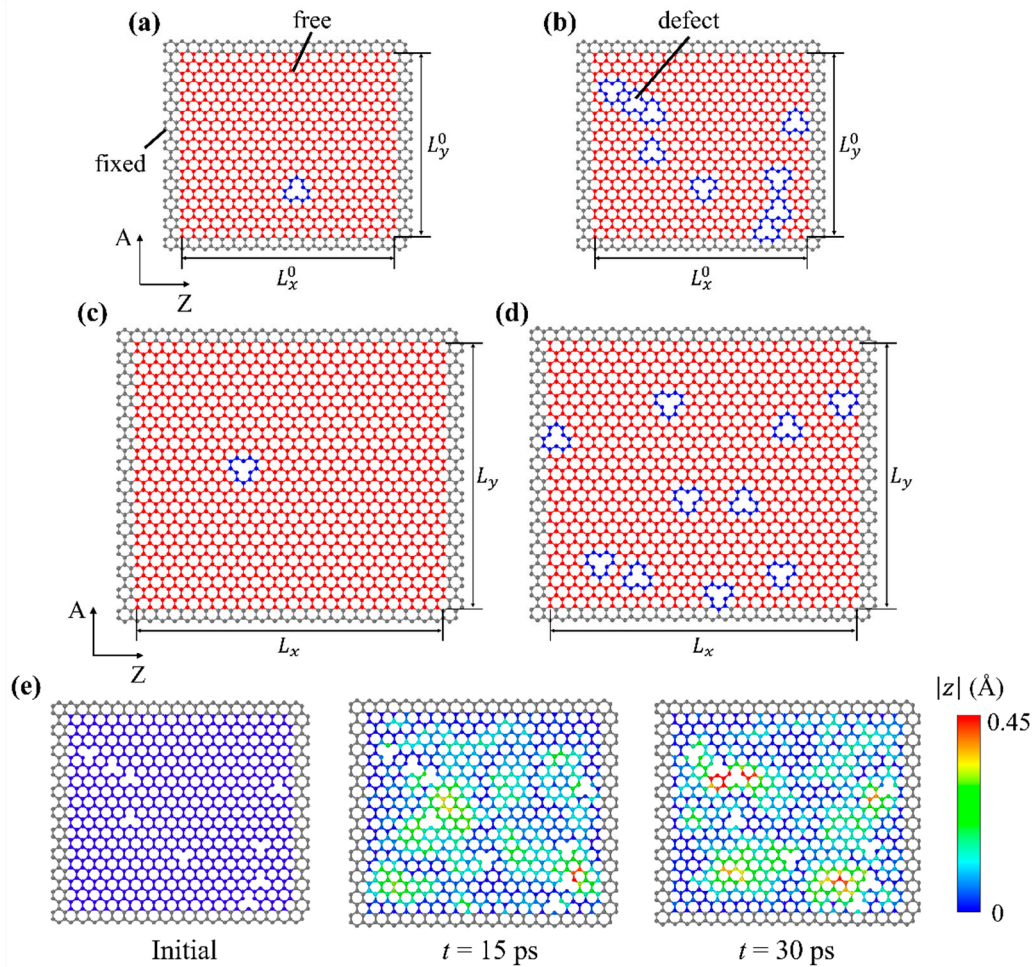 (a)
free
(b)
defect
fixed
L_y^0
L_y^0
A
Z
L_x^0
L_x^0
(c)
(d)
L_y
L_y
A
Z
L_x
L_x
(e)
|z| (Å)
0.45
0
Initial
t = 15 ps
t = 30 ps